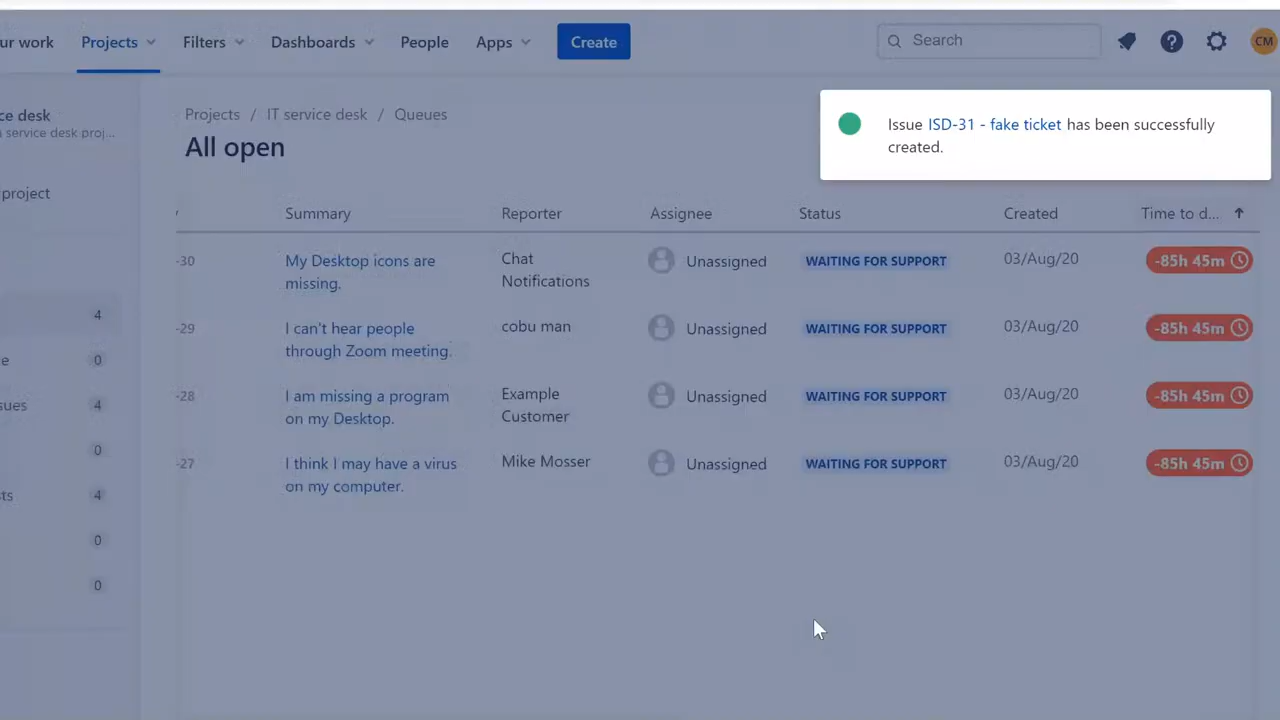 ur work Projects Filters Dashboards People Apps Create Search CM
ce desk
service desk proj...
project
4
e 0
sues 4
0
sts 4
0
0
Projects / IT service desk / Queues
All open
Issue ISD-31 - fake ticket has been successfully
created.
Summary Reporter Assignee Status Created Time to d...
-30 My Desktop icons are
missing. Chat
Notifications Unassigned WAITING FOR SUPPORT 03/Aug/20 -85h 45m
-29 I can't hear people
through Zoom meeting. cobu man Unassigned WAITING FOR SUPPORT 03/Aug/20 -85h 45m
-28 I am missing a program
on my Desktop. Example
Customer Unassigned WAITING FOR SUPPORT 03/Aug/20 -85h 45m
-27 I think I may have a virus
on my computer. Mike Mosser Unassigned WAITING FOR SUPPORT 03/Aug/20 -85h 45m